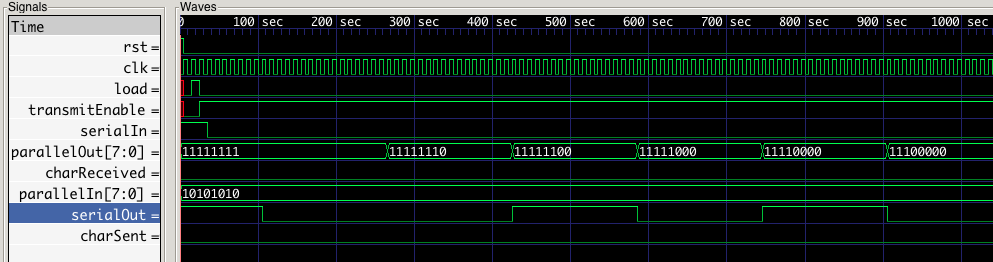 Signals
Waves
Time
0 100 sec 200 sec 300 sec 400 sec 500 sec 600 sec 700 sec 800 sec 900 sec 1000 sec
rst=
clk=
load=
transmitEnable =
serialIn =
parallelOut[7:0] = 11111111 11111110 11111100 11111000 11110000 11100000
charReceived =
parallelIn[7:0] = 10101010
serialOut =
charSent =